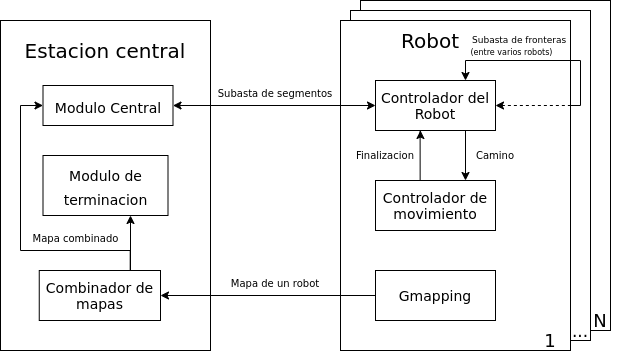 Estacion central
Modulo Central
Modulo de
terminacion
Mapa combinado
Combinador de
mapas
Subasta de segmentos
Mapa de un robot
Robot
Subasta de fronteras
(entre varios robots)
Controlador del
Robot
Finalizacion
Camino
Controlador de
movimiento
Gmapping
1
...
N